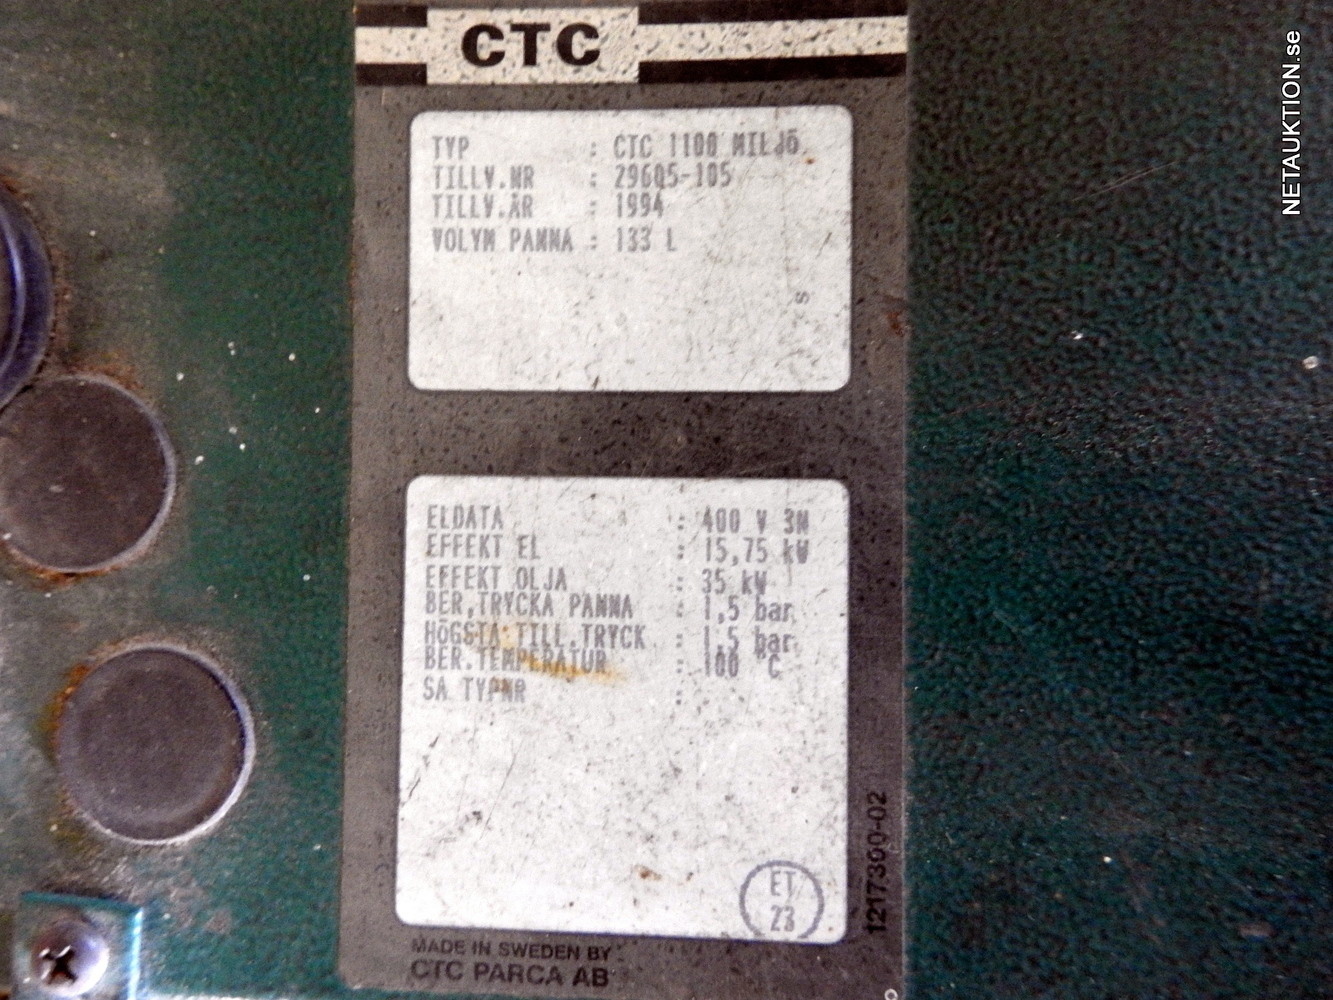 CTC
TYP : CTC 1100 MILJÖ
TILLV.NR : 29605-105
TILLV.ÅR : 1994
VOLYM PANNA : 133 L
S
ELDATA : 400 V 3N
EFFEKT EL : 15,75 kW
EFFEKT OLJA : 35 kW
BER.TRYCKA PANNA : 1,5 bar
HÖGSTA TILL.TRYCK : 1,5 bar
BER.TEMPERATUR : 100 °C
SA TYPNR :
ET
23
1217300-02
MADE IN SWEDEN BY:
CTC PARCA AB
NETAUKTION.se